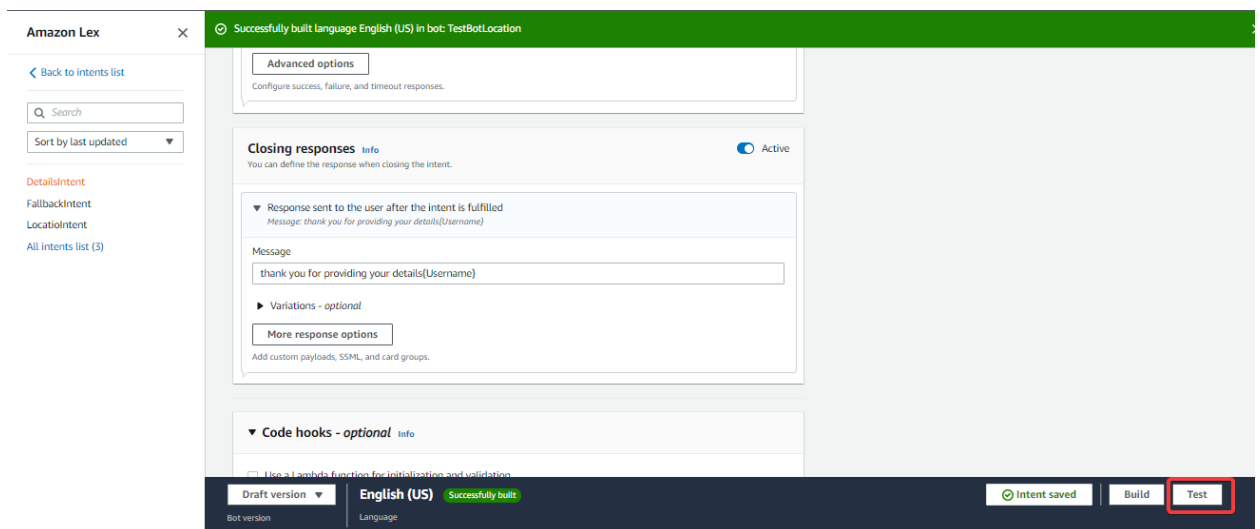 Amazon Lex
Back to intents list
Search
Sort by last updated
DetailsIntent
FallbackIntent
LocatioIntent
All intents list (3)
Successfully built language English (US) in bot: TestBotLocation
Advanced options
Configure success, failure, and timeout responses.
Closing responses Info
Active
You can define the response when closing the intent.
Response sent to the user after the intent is fulfilled
Message: thank you for providing your details{Username}
Message
thank you for providing your details{Username}
Variations - optional
More response options
Add custom payloads, SSML, and card groups.
Code hooks - optional Info
Use a Lambda function for initialization and validation
Draft version
Bot version
English (US) Successfully built
Language
Intent saved
Build
Test